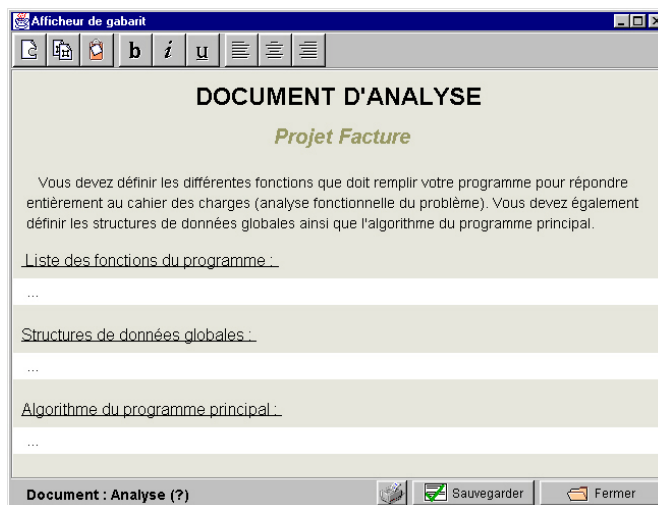 Afficheur de gabarit
b i u
DOCUMENT D'ANALYSE
Projet Facture
Vous devez définir les différentes fonctions que doit remplir votre programme pour répondre
entièrement au cahier des charges (analyse fonctionnelle du problème). Vous devez également
définir les structures de données globales ainsi que l'algorithme du programme principal.
Liste des fonctions du programme :
...
Structures de données globales :
...
Algorithme du programme principal :
...
Document : Analyse (?) Sauvegarder Fermer